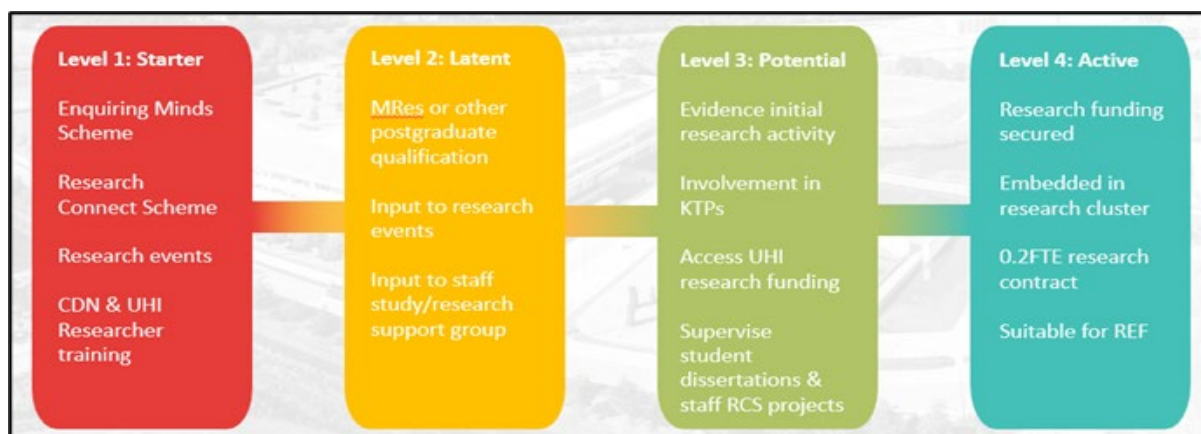 Level 1: Starter
Enquiring Minds
Scheme
Research
Connect Scheme
Research events
CDN & UHI
Researcher
training
Level 2: Latent
MRes or other
postgraduate
qualification
Input to research
events
Input to staff
study/research
support group
Level 3: Potential
Evidence initial
research activity
Involvement in
KTPs
Access UHI
research funding
Supervise
student
dissertations &
staff RCS projects
Level 4: Active
Research funding
secured
Embedded in
research cluster
0.2FTE research
contract
Suitable for REF